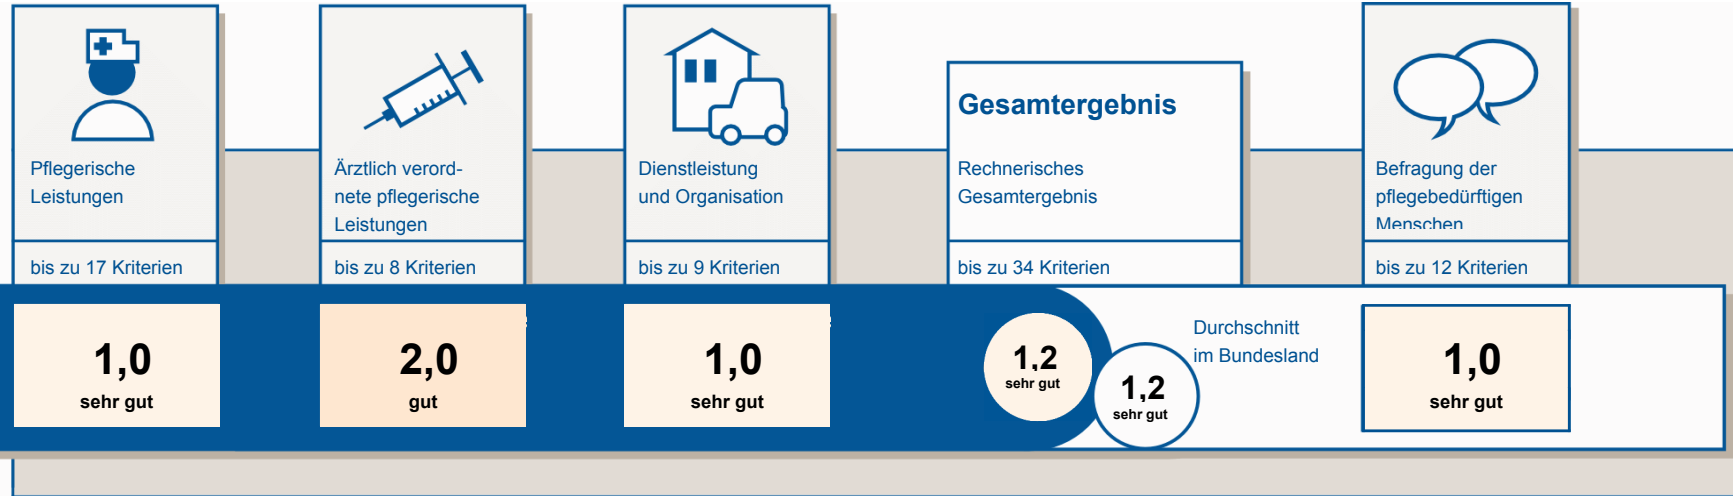 Pflegerische
Leistungen
bis zu 17 Kriterien
1,0
sehr gut
Ärztlich verord-
nete pflegerische
Leistungen
bis zu 8 Kriterien
2,0
gut
Dienstleistung
und Organisation
bis zu 9 Kriterien
1,0
sehr gut
Gesamtergebnis
Rechnerisches
Gesamtergebnis
bis zu 34 Kriterien
1,2
sehr gut
Durchschnitt
im Bundesland
1,2
sehr gut
Befragung der
pflegebedürftigen
Menschen
bis zu 12 Kriterien
1,0
sehr gut